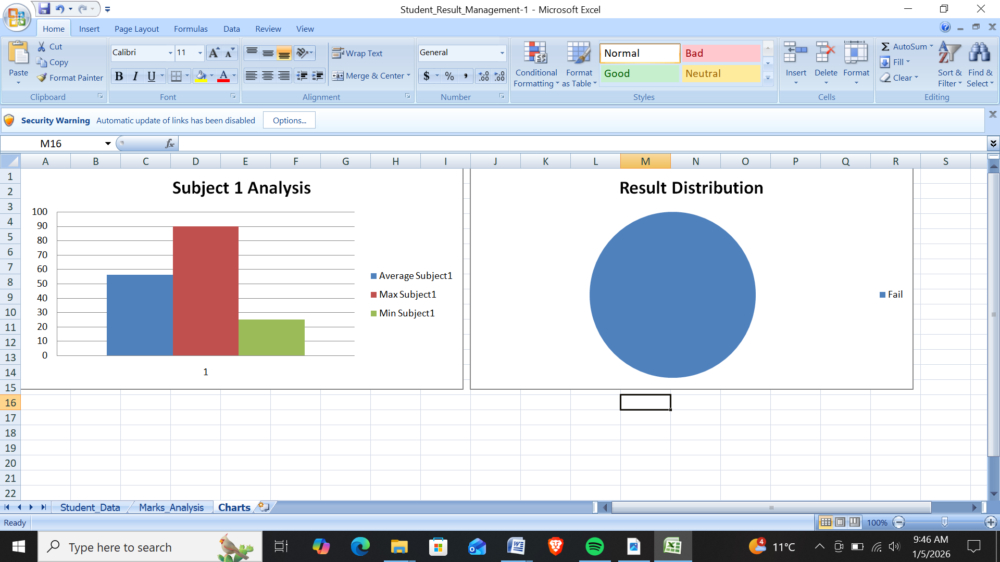 Student_Result_Management-1 - Microsoft Excel
Home Insert Page Layout Formulas Data Review View
Paste
Cut
Copy
Format Painter
Clipboard
Calibri 11
A A
B I U A
Font
Wrap Text
Merge & Center
Alignment
General
$ % ,
Number
Conditional Formatting
Format as Table
Normal Bad
Good Neutral
Styles
Insert Delete Format
Cells
Σ AutoSum
Fill
Clear
Sort & Filter
Find & Select
Editing
Security Warning Automatic update of links has been disabled Options...
M16 fx
A B C D E F G H I J K L M N O P Q R S
1
2
3
4
5
6
7
8
9
10
11
12
13
14
15
16
17
18
19
20
21
22
Subject 1 Analysis
100
90
80
70
60
50
40
30
20
10
0
1
Average Subject1
Max Subject1
Min Subject1
Result Distribution
Fail
Student_Data Marks_Analysis Charts
Ready 100%
Type here to search
4 11°C
9:46 AM
1/5/2026